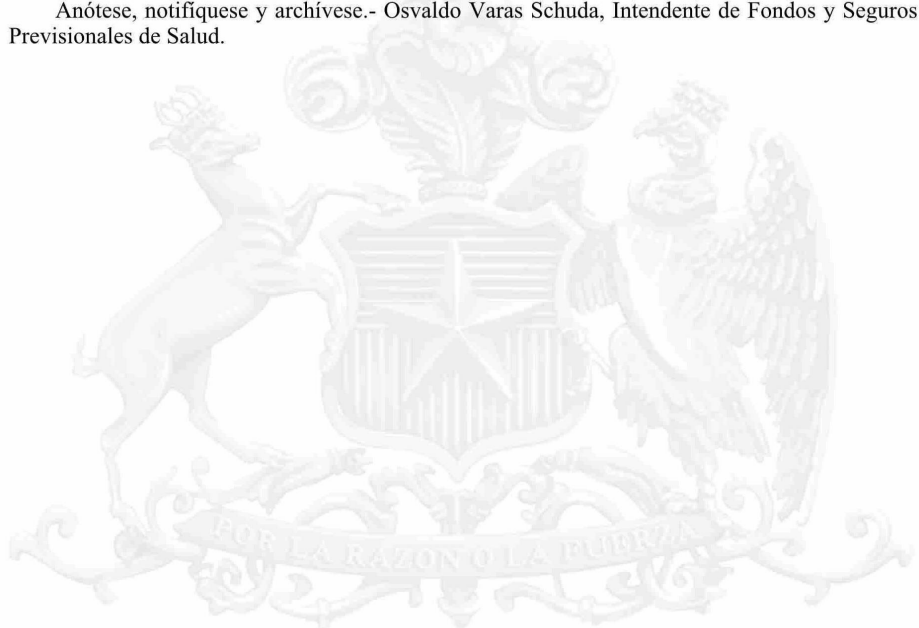 Anótese, notifíquese y archívese.- Osvaldo Varas Schuda, Intendente de Fondos y Seguros
Previsionales de Salud.
POR LA RAZON O LA FUERZA